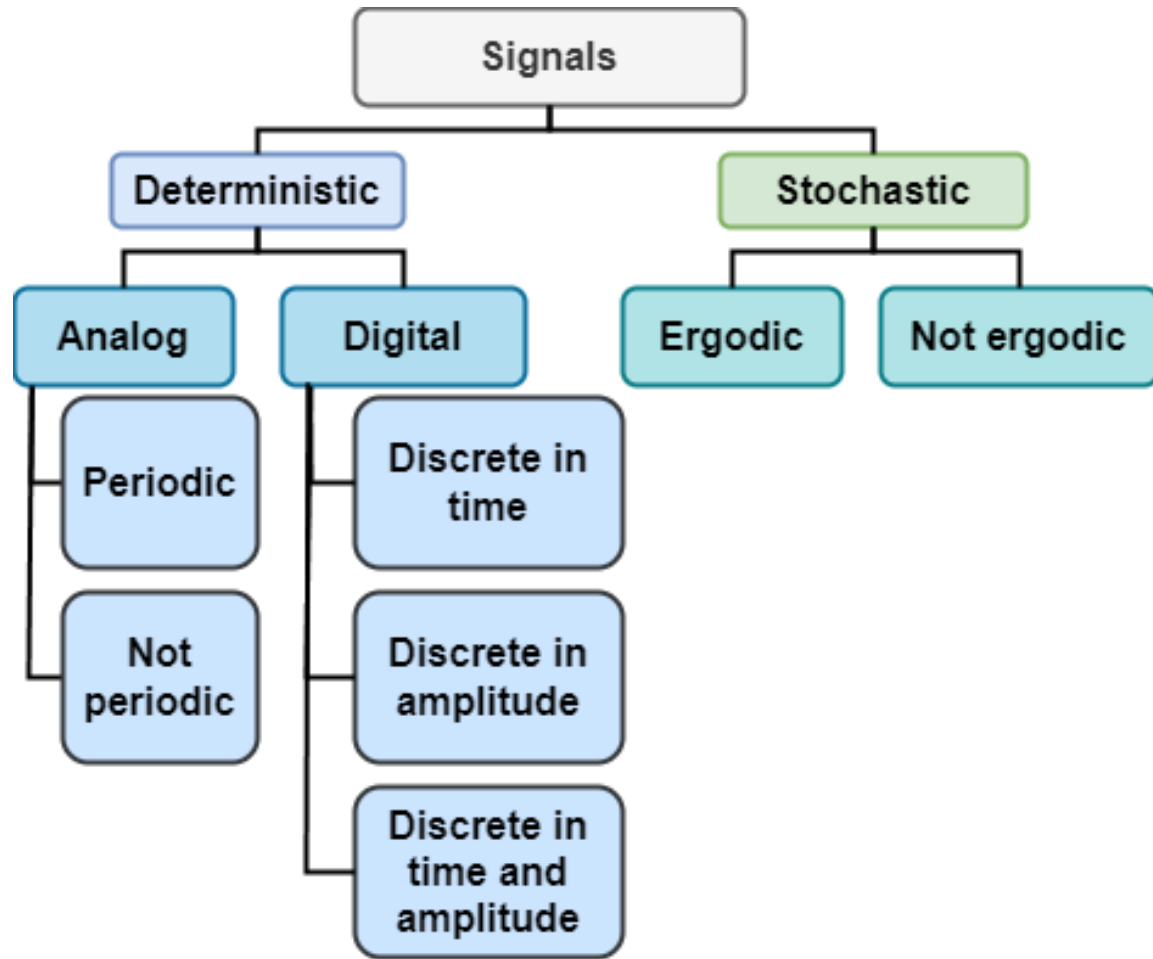 Signals
Deterministic
Stochastic
Analog
Digital
Ergodic
Not ergodic
Periodic
Discrete in
time
Not
periodic
Discrete in
amplitude
Discrete in
time and
amplitude